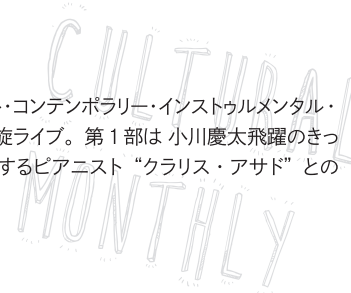 CULTURAL
・コンテンポラリー・インストゥルメンタル・
旋ライブ。第1部は 小川慶太飛躍のきっ
するピアニスト “クラリス・アサド” との
MONTHLY